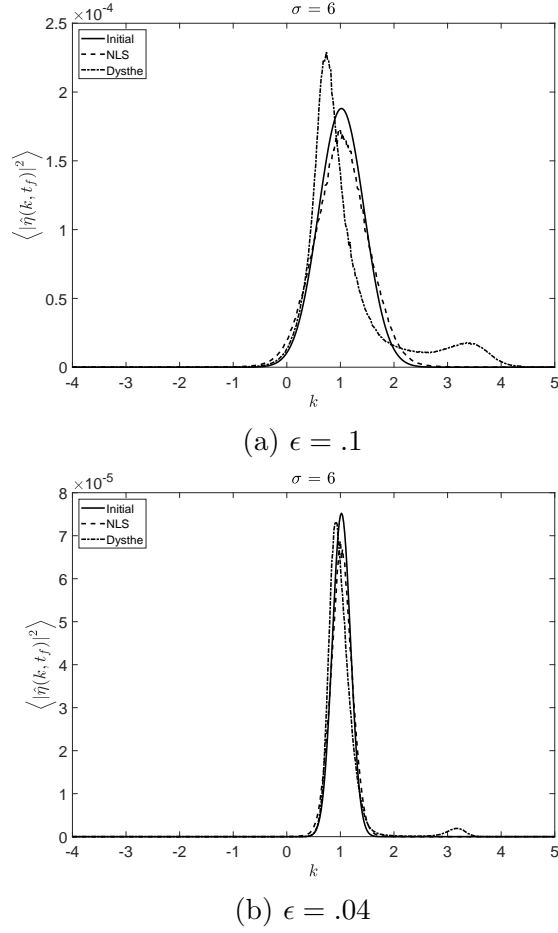 σ = 6
×10⁻⁴
Initial
NLS
Dysthe
2.5
2
1.5
1
0.5
0
⟨|η̂(k, t_f)|²⟩
-4 -3 -2 -1 0 1 2 3 4 5
k
(a) ϵ = .1
σ = 6
×10⁻⁵
Initial
NLS
Dysthe
8
7
6
5
4
3
2
1
0
⟨|η̂(k, t_f)|²⟩
-4 -3 -2 -1 0 1 2 3 4 5
k
(b) ϵ = .04